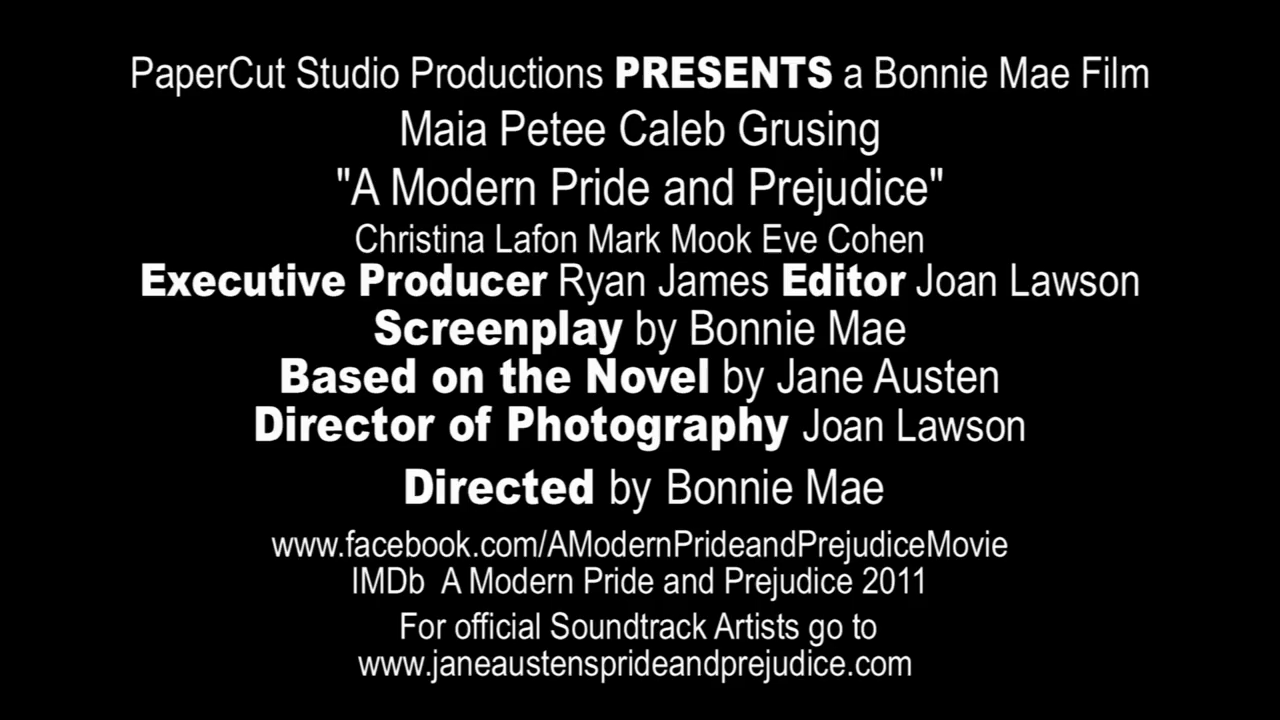 PaperCut Studio Productions PRESENTS a Bonnie Mae Film
Maia Petee Caleb Grusing
"A Modern Pride and Prejudice"
Christina Lafon Mark Mook Eve Cohen
Executive Producer Ryan James Editor Joan Lawson
Screenplay by Bonnie Mae
Based on the Novel by Jane Austen
Director of Photography Joan Lawson
Directed by Bonnie Mae
www.facebook.com/AModernPrideandPrejudiceMovie
IMDb  A Modern Pride and Prejudice 2011
For official Soundtrack Artists go to
www.janeaustensprideandprejudice.com